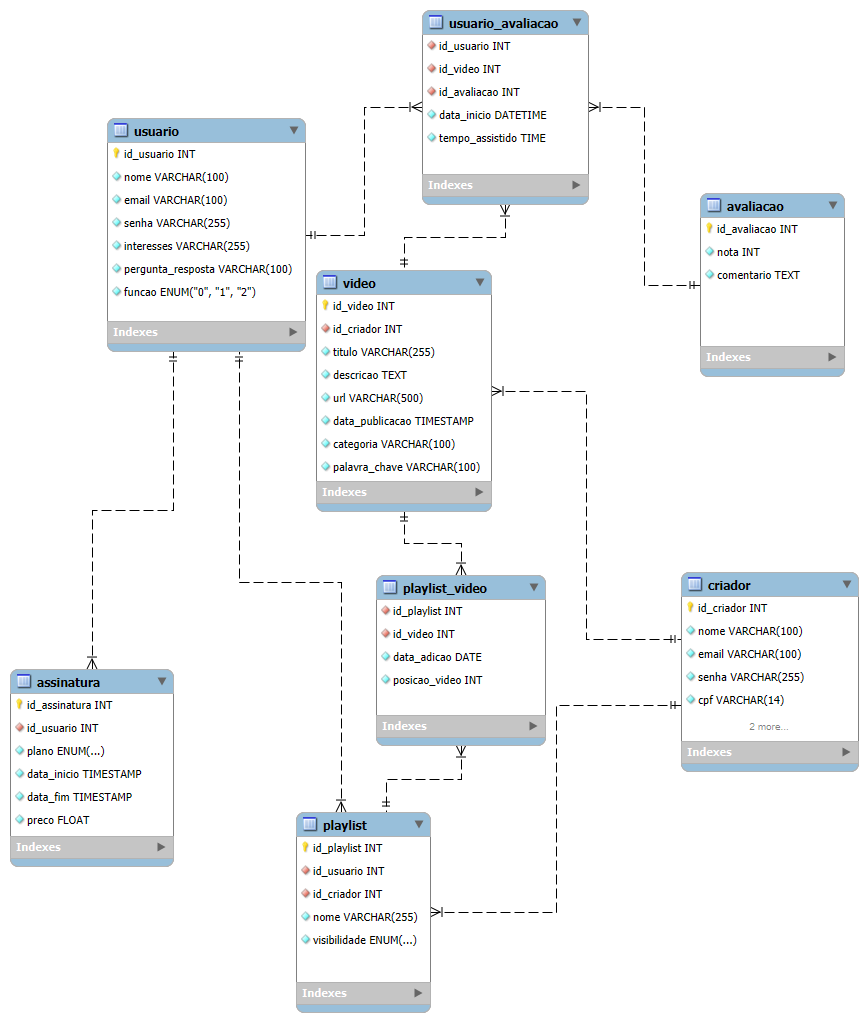 usuario_avaliacao
id_usuario INT
id_video INT
id_avaliacao INT
data_inicio DATETIME
tempo_assistido TIME
Indexes
usuario
id_usuario INT
nome VARCHAR(100)
email VARCHAR(100)
senha VARCHAR(255)
interesses VARCHAR(255)
pergunta_resposta VARCHAR(100)
funcao ENUM("0", "1", "2")
Indexes
avaliacao
id_avaliacao INT
nota INT
comentario TEXT
Indexes
video
id_video INT
id_criador INT
titulo VARCHAR(255)
descricao TEXT
url VARCHAR(500)
data_publicacao TIMESTAMP
categoria VARCHAR(100)
palavra_chave VARCHAR(100)
Indexes
playlist_video
id_playlist INT
id_video INT
data_adicao DATE
posicao_video INT
Indexes
criador
id_criador INT
nome VARCHAR(100)
email VARCHAR(100)
senha VARCHAR(255)
cpf VARCHAR(14)
2 more...
Indexes
assinatura
id_assinatura INT
id_usuario INT
plano ENUM(...)
data_inicio TIMESTAMP
data_fim TIMESTAMP
preco FLOAT
Indexes
playlist
id_playlist INT
id_usuario INT
id_criador INT
nome VARCHAR(255)
visibilidade ENUM(...)
Indexes